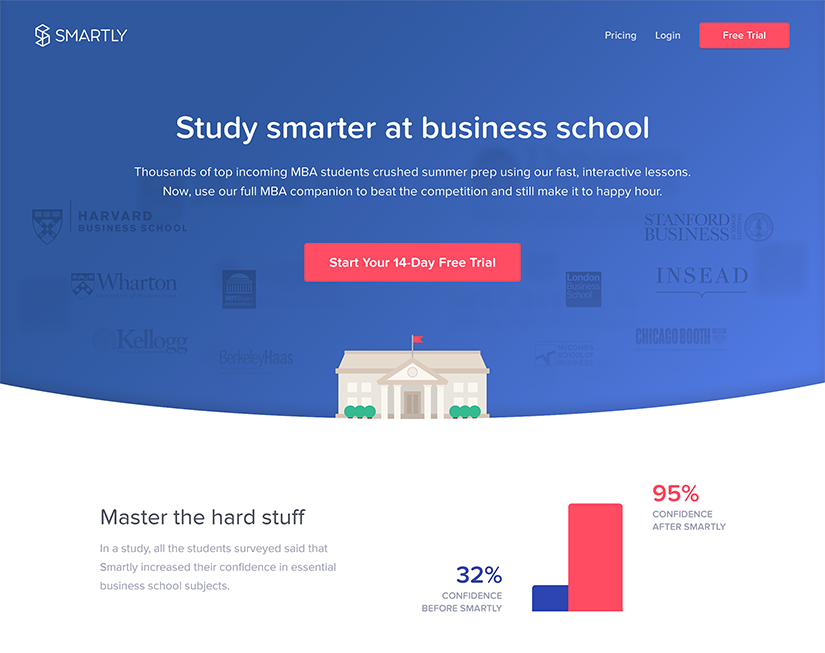 SMARTLY
Pricing
Login
Free Trial
Study smarter at business school
Thousands of top incoming MBA students crushed summer prep using our fast, interactive lessons.
Now, use our full MBA companion to beat the competition and still make it to happy hour.
HARVARD
BUSINESS SCHOOL
STANFORD
BUSINESS
Wharton
London
Business
School
INSEAD
Kellogg
BerkeleyHaas
McCOMBS
SCHOOL OF
BUSINESS
CHICAGO BOOTH
Start Your 14-Day Free Trial
Master the hard stuff
In a study, all the students surveyed said that
Smartly increased their confidence in essential
business school subjects.
32%
CONFIDENCE
BEFORE SMARTLY
95%
CONFIDENCE
AFTER SMARTLY